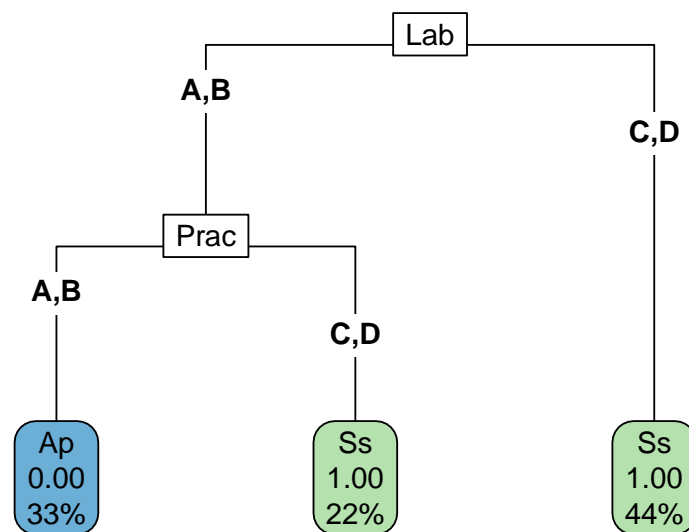 Lab
A,B
C,D
Prac
A,B
C,D
Ap
0.00
33%
Ss
1.00
22%
Ss
1.00
44%